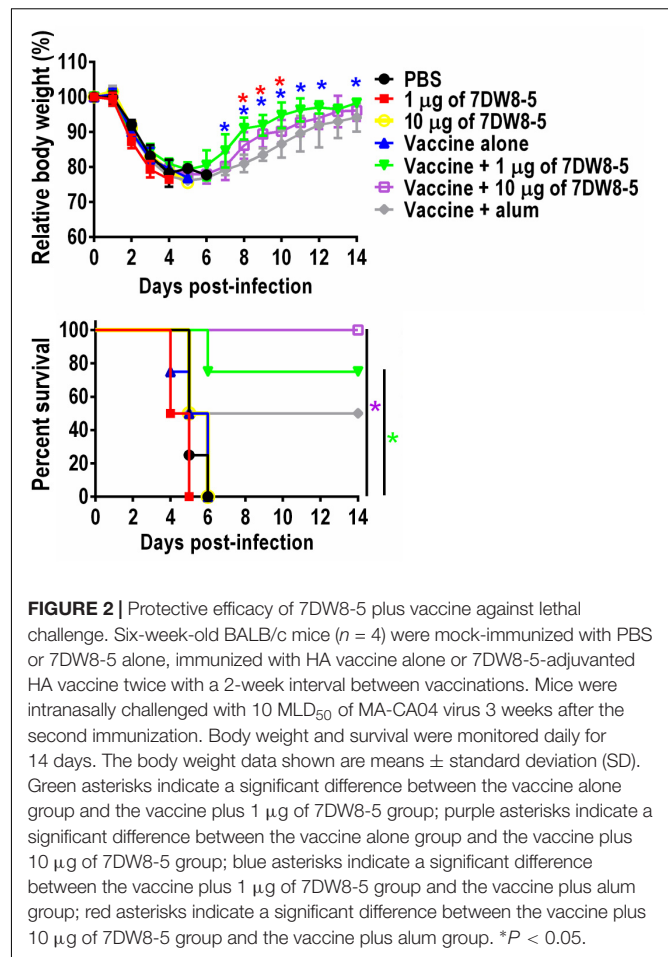 Relative body weight (%)
110
100
90
80
70
60
* * * * * * * * * *
0 2 4 6 8 10 12 14
Days post-infection
PBS
1 μg of 7DW8-5
10 μg of 7DW8-5
Vaccine alone
Vaccine + 1 μg of 7DW8-5
Vaccine + 10 μg of 7DW8-5
Vaccine + alum
Percent survival
100
80
60
40
20
0
*
*
0 2 4 6 8 10 12 14
Days post-infection
FIGURE 2 | Protective efficacy of 7DW8-5 plus vaccine against lethal
challenge. Six-week-old BALB/c mice (n = 4) were mock-immunized with PBS
or 7DW8-5 alone, immunized with HA vaccine alone or 7DW8-5-adjuvanted
HA vaccine twice with a 2-week interval between vaccinations. Mice were
intranasally challenged with 10 MLD₅₀ of MA-CA04 virus 3 weeks after the
second immunization. Body weight and survival were monitored daily for
14 days. The body weight data shown are means ± standard deviation (SD).
Green asterisks indicate a significant difference between the vaccine alone
group and the vaccine plus 1 μg of 7DW8-5 group; purple asterisks indicate a
significant difference between the vaccine alone group and the vaccine plus
10 μg of 7DW8-5 group; blue asterisks indicate a significant difference
between the vaccine plus 1 μg of 7DW8-5 group and the vaccine plus alum
group; red asterisks indicate a significant difference between the vaccine plus
10 μg of 7DW8-5 group and the vaccine plus alum group. *P < 0.05.